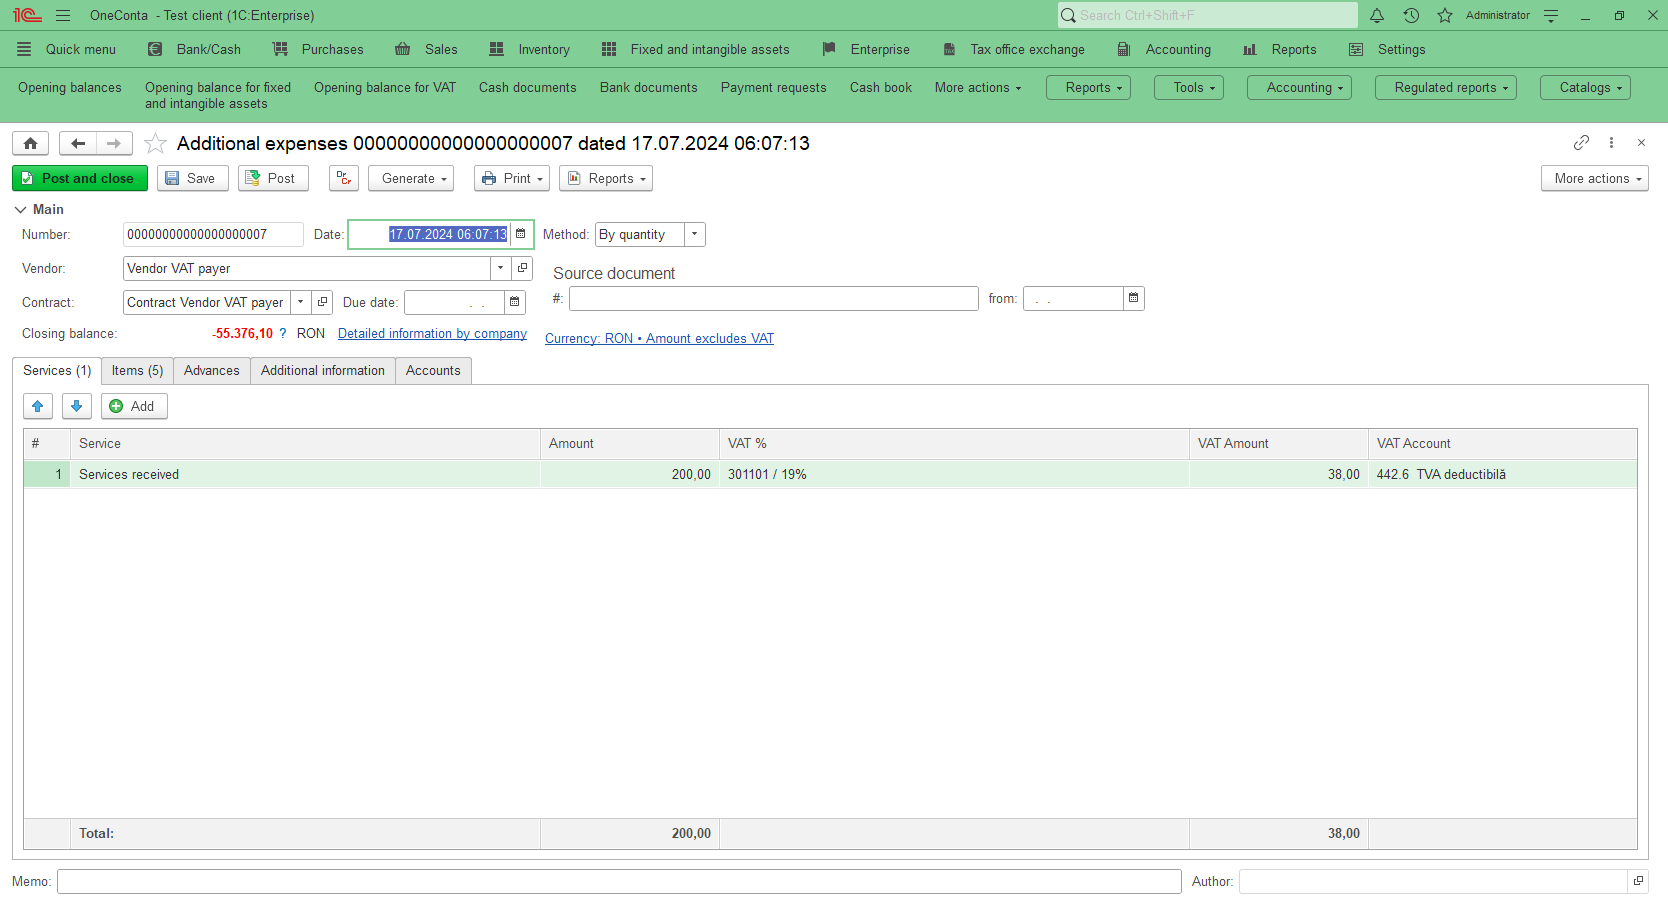 OneConta - Test client (1C:Enterprise)
Search Ctrl+Shift+F
Administrator
Quick menu
Bank/Cash
Purchases
Sales
Inventory
Fixed and intangible assets
Enterprise
Tax office exchange
Accounting
Reports
Settings
Opening balances
Opening balance for fixed
and intangible assets
Opening balance for VAT
Cash documents
Bank documents
Payment requests
Cash book
More actions
Reports
Tools
Accounting
Regulated reports
Catalogs
Additional expenses 00000000000000000007 dated 17.07.2024 06:07:13
Post and close
Save
Post
Dr
Cr
Generate
Print
Reports
More actions
Main
Number: 00000000000000000007
Date: 17.07.2024 06:07:13
Method: By quantity
Vendor: Vendor VAT payer
Source document
Contract: Contract Vendor VAT payer
Due date: . .
#:
from: . .
Closing balance: -55.376,10 ? RON
Detailed information by company
Currency: RON • Amount excludes VAT
Services (1)
Items (5)
Advances
Additional information
Accounts
Add
# Service Amount VAT % VAT Amount VAT Account
1 Services received 200,00 301101 / 19% 38,00 442.6 TVA deductibilă
Total: 200,00 38,00
Memo:
Author: